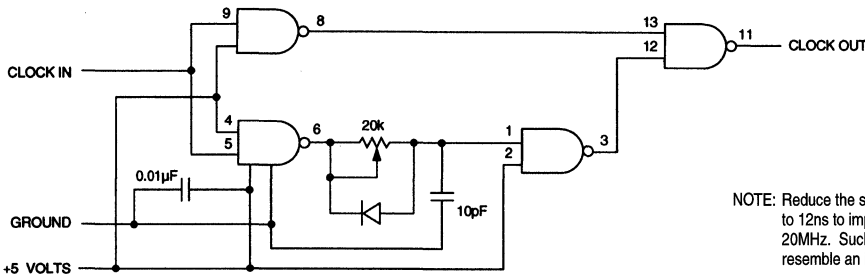 9
8
13
12
11
CLOCK OUT
CLOCK IN
4
5
6
20k
1
2
3
0.01µF
10pF
GROUND
+5 VOLTS
NOTE: Reduce the s
to 12ns to imp
20MHz. Suc
resemble an